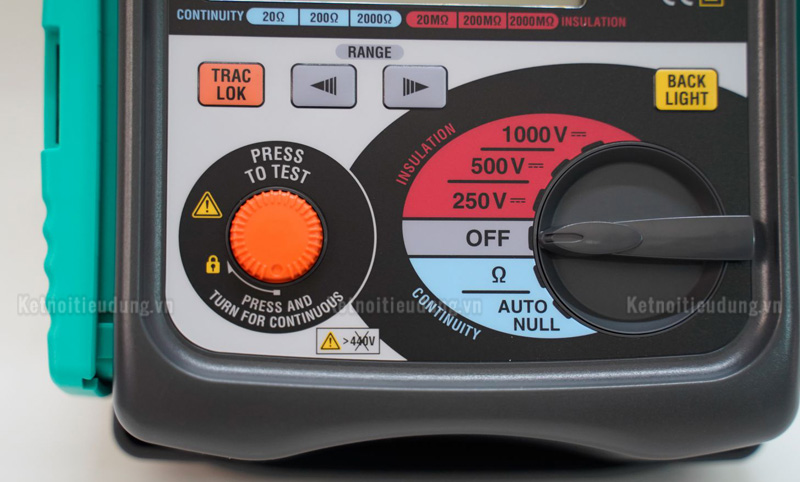 CONTINUITY 20Ω 200Ω 2000Ω 20MΩ 200MΩ 2000MΩ INSULATION
RANGE
TRAC
LOK
BACK
LIGHT
PRESS
TO TEST
PRESS AND
TURN FOR CONTINUOUS
>440V
INSULATION
1000V
500V
250V
OFF
Ω
AUTO
NULL
CONTINUITY
Ketnoitieudung.vn
Ketnoitieudung.vn
Ketnoitieudung.vn